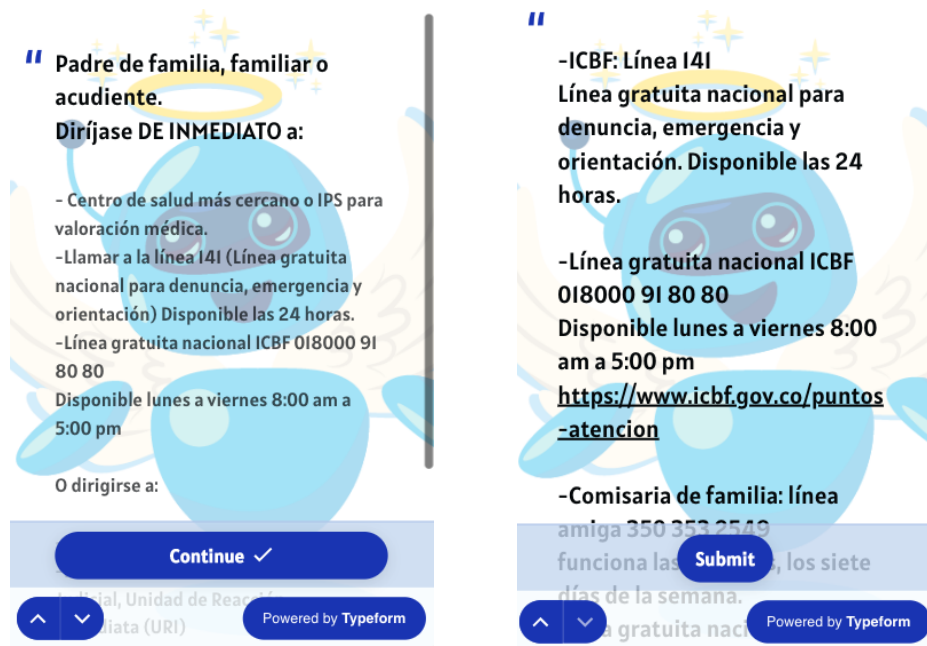 "
Padre de familia, familiar o
acudiente.
Diríjase DE INMEDIATO a:
- Centro de salud más cercano o IPS para
valoración médica.
-Llamar a la línea 141 (Línea gratuita
nacional para denuncia, emergencia y
orientación) Disponible las 24 horas.
-Línea gratuita nacional ICBF 018000 91
80 80
Disponible lunes a viernes 8:00 am a
5:00 pm
O dirigirse a:
Continue ✓
Judicial, Unidad de Reacción
Inmediata (URI)
Powered by Typeform
"
-ICBF: Línea 141
Línea gratuita nacional para
denuncia, emergencia y
orientación. Disponible las 24
horas.
-Línea gratuita nacional ICBF
018000 91 80 80
Disponible lunes a viernes 8:00
am a 5:00 pm
https://www.icbf.gov.co/puntos
-atencion
-Comisaria de familia: línea
amiga 350 353 2549
funciona las , los siete
Submit
días de la semana.
gratuita
Powered by Typeform